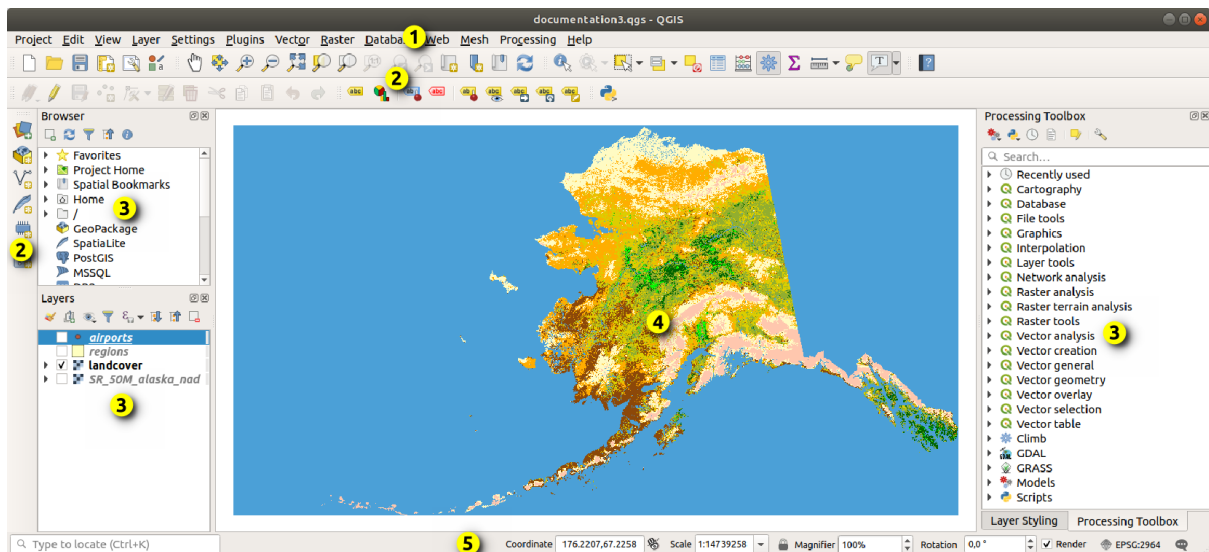 documentation3.qgs - QGIS
Project Edit View Layer Settings Plugins Vector Raster Database Web Mesh Processing Help
1
2
abc abc abc
Browser
Favorites
Project Home
Spatial Bookmarks
Home
/
GeoPackage
SpatiaLite
PostGIS
MSSQL
3
2
Layers
airports
regions
landcover
SR_50M_alaska_nad
3
4
Processing Toolbox
Search...
Recently used
Cartography
Database
File tools
Graphics
Interpolation
Layer tools
Network analysis
Raster analysis
Raster terrain analysis
Raster tools
Vector analysis
Vector creation
Vector general
Vector geometry
Vector overlay
Vector selection
Vector table
Climb
GDAL
GRASS
Models
Scripts
3
Layer Styling Processing Toolbox
Type to locate (Ctrl+K) 5 Coordinate 176.2207,67.2258 Scale 1:14739258 Magnifier 100% Rotation 0,0 ° Render EPSG:2964